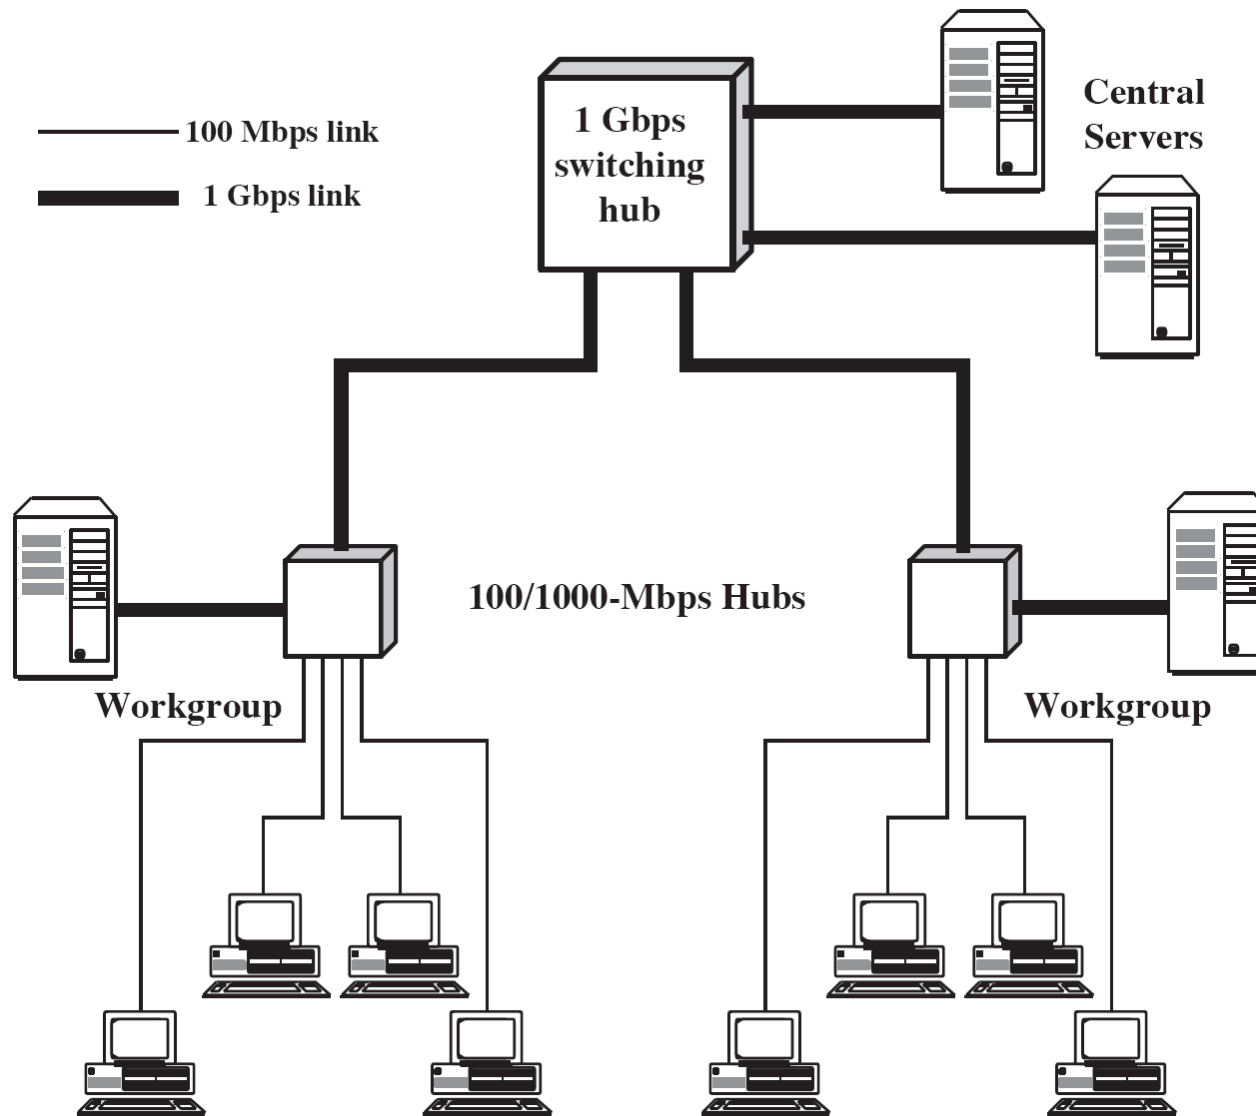 100 Mbps link
1 Gbps link
1 Gbps
switching
hub
Central
Servers
100/1000-Mbps Hubs
Workgroup
Workgroup